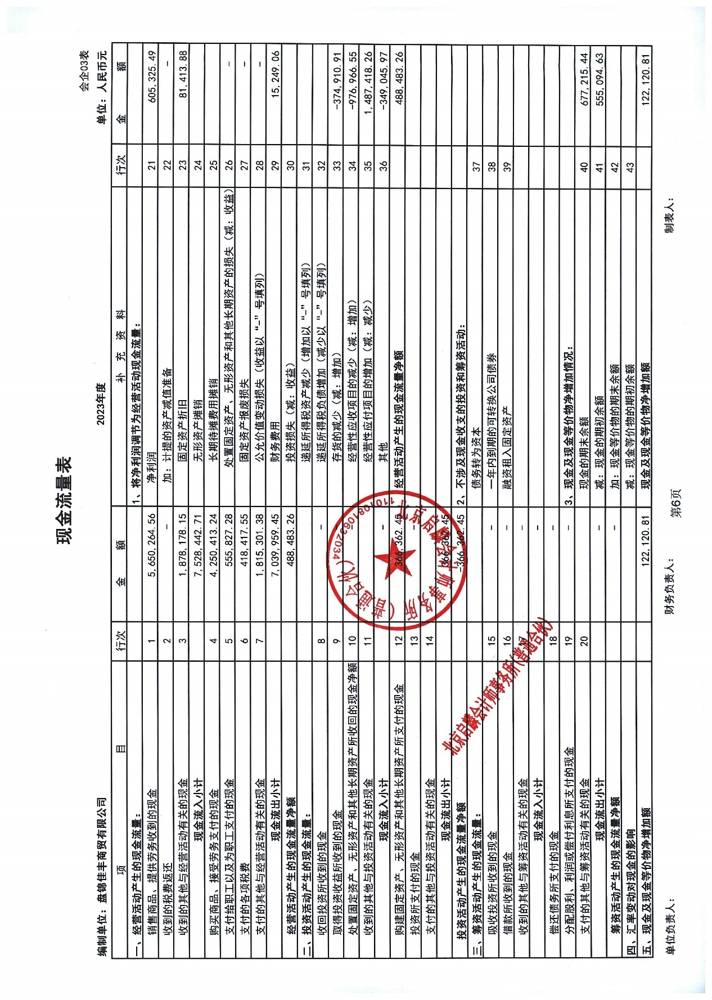 现金流量表
会企03表
编制单位：盘锦佳丰商贸有限公司 2023年度 单位：人民币元
项 目 行次 金 额 补 充 资 料 行次 金 额
一、经营活动产生的现金流量： 1、将净利润调节为经营活动现金流量：
销售商品、提供劳务收到的现金 1 5,650,264.56 净利润 21 605,325.49
收到的税费返还 2 – 加：计提的资产减值准备 22 –
收到的其他与经营活动有关的现金 3 1,878,178.15 固定资产折旧 23 81,413.88
现金流入小计 7,528,442.71 无形资产摊销 24
购买商品、接受劳务支付的现金 4 4,250,413.24 长期待摊费用摊销 25
支付给职工以及为职工支付的现金 5 555,827.28 处置固定资产、无形资产和其他长期资产的损失（减：收益） 26 –
支付的各项税费 6 418,417.55 固定资产报废损失 27 –
支付的其他与经营活动有关的现金 7 1,815,301.38 公允价值变动损失（收益以“–”号填列） 28 –
现金流出小计 7,039,959.45 财务费用 29 15,249.06
经营活动产生的现金流量净额 488,483.26 投资损失（减：收益） 30
二、投资活动产生的现金流量： 递延所得税资产减少（增加以“–”号填列） 31
收回投资所收到的现金 8 – 递延所得税负债增加（减少以“–”号填列） 32
取得投资收益所收到的现金 9 – 存货的减少（减：增加） 33 -374,910.91
处置固定资产、无形资产和其他长期资产所收回的现金净额 10 – 经营性应收项目的减少（减：增加） 34 -976,966.55
收到的其他与投资活动有关的现金 11 经营性应付项目的增加（减：减少） 35 1,487,418.26
现金流入小计 – 其他 36 -349,045.97
购建固定资产、无形资产和其他长期资产所支付的现金 12 366,362.45 经营活动产生的现金流量净额 488,483.26
投资所支付的现金 13 –
支付的其他与投资活动有关的现金 14 –
现金流出小计 366,362.45
投资活动产生的现金流量净额 -366,362.45 2、不涉及现金收支的投资和筹资活动：
三、筹资活动产生的现金流量： 债务转为资本 37
吸收投资所收到的现金 15 – 一年内到期的可转换公司债券 38
借款所收到的现金 16 – 融资租入固定资产 39
收到的其他与筹资活动有关的现金 17 –
现金流入小计 –
偿还债务所支付的现金 18 –
分配股利、利润或偿付利息所支付的现金 19 – 3、现金及现金等价物净增加情况：
支付的其他与筹资活动有关的现金 20 现金的期末余额 40 677,215.44
现金流出小计 – 减：现金的期初余额 41 555,094.63
筹资活动产生的现金流量净额 – 加：现金等价物的期末余额 42
四、汇率变动对现金的影响 减：现金等价物的期初余额 43
五、现金及现金等价物净增加额 122,120.81 现金及现金等价物净增加额 122,120.81
单位负责人： 财务负责人： 制表人：
第6页
北京启麟会计师事务所（普通合伙）
11010810632034
北京启麟会计师事务所(普通合伙)